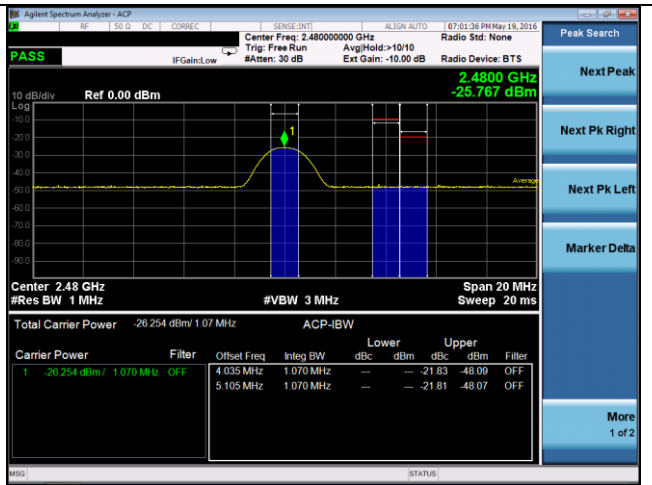 Agilent Spectrum Analyzer - ACP
RF 50 Ω DC CORREC SENSE:INT ALIGN AUTO 07:01:36 PM May 19, 2016
Center Freq: 2.480000000 GHz Radio Std: None
Trig: Free Run Avg|Hold:>10/10
PASS IFGain:Low #Atten: 30 dB Ext Gain: -10.00 dB Radio Device: BTS
Peak Search
2.4800 GHz
10 dB/div Ref 0.00 dBm -25.767 dBm
Log
-10.0
-20.0
1
-30.0
-40.0
Average
-50.0
-60.0
-70.0
-80.0
-90.0
Center 2.48 GHz Span 20 MHz
#Res BW 1 MHz #VBW 3 MHz Sweep 20 ms
Total Carrier Power -26.254 dBm/ 1.07 MHz ACP-IBW
Lower Upper
Carrier Power Filter Offset Freq Integ BW dBc dBm dBc dBm Filter
1 -26.254 dBm / 1.070 MHz OFF 4.035 MHz 1.070 MHz --- --- -21.83 -48.09 OFF
5.105 MHz 1.070 MHz --- --- -21.81 -48.07 OFF
Next Peak
Next Pk Right
Next Pk Left
Marker Delta
More
1 of 2
MSG STATUS